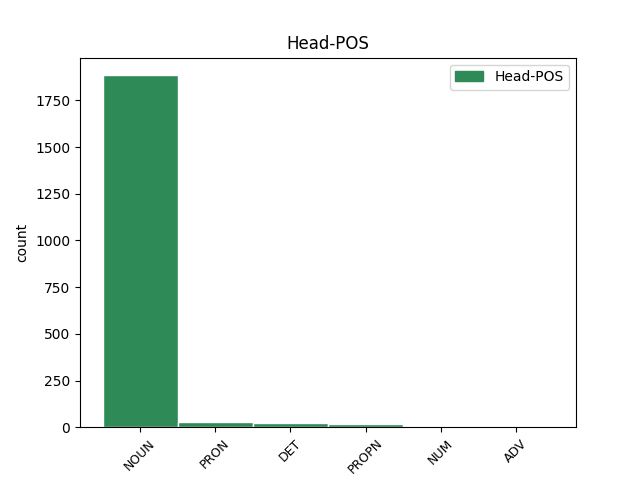 Head-POS
Head-POS
1750
1500
1250
1000
750
500
250
0
count
NOUN
PRON
DET
PROPN
NUM
ADV